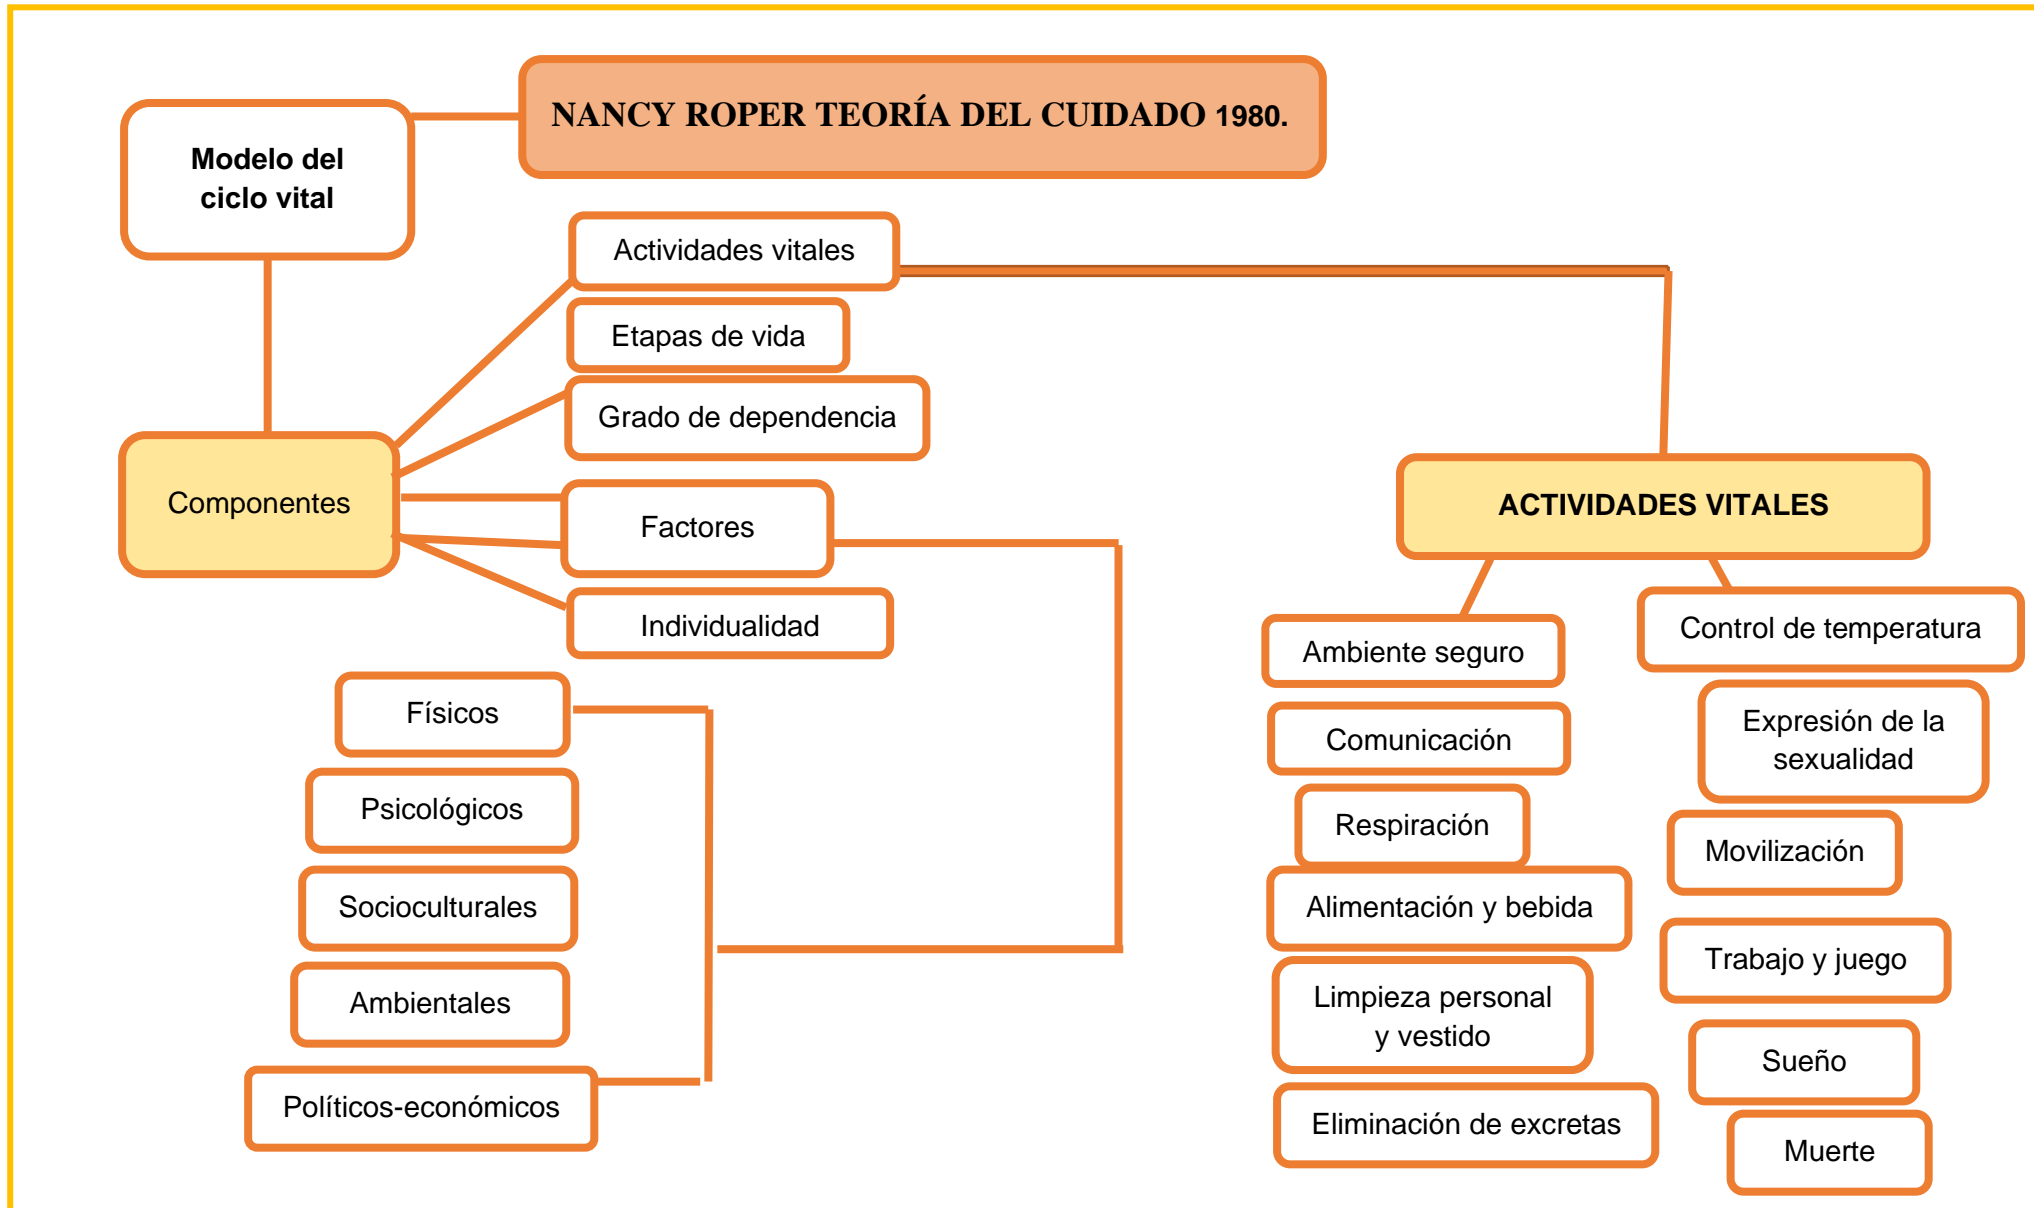 NANCY ROPER TEORÍA DEL CUIDADO 1980.
Modelo del
ciclo vital
Actividades vitales
Etapas de vida
Grado de dependencia
Componentes
Factores
Individualidad
Físicos
Psicológicos
Socioculturales
Ambientales
Políticos-económicos
ACTIVIDADES VITALES
Ambiente seguro
Comunicación
Respiración
Alimentación y bebida
Limpieza personal
y vestido
Eliminación de excretas
Control de temperatura
Expresión de la
sexualidad
Movilización
Trabajo y juego
Sueño
Muerte